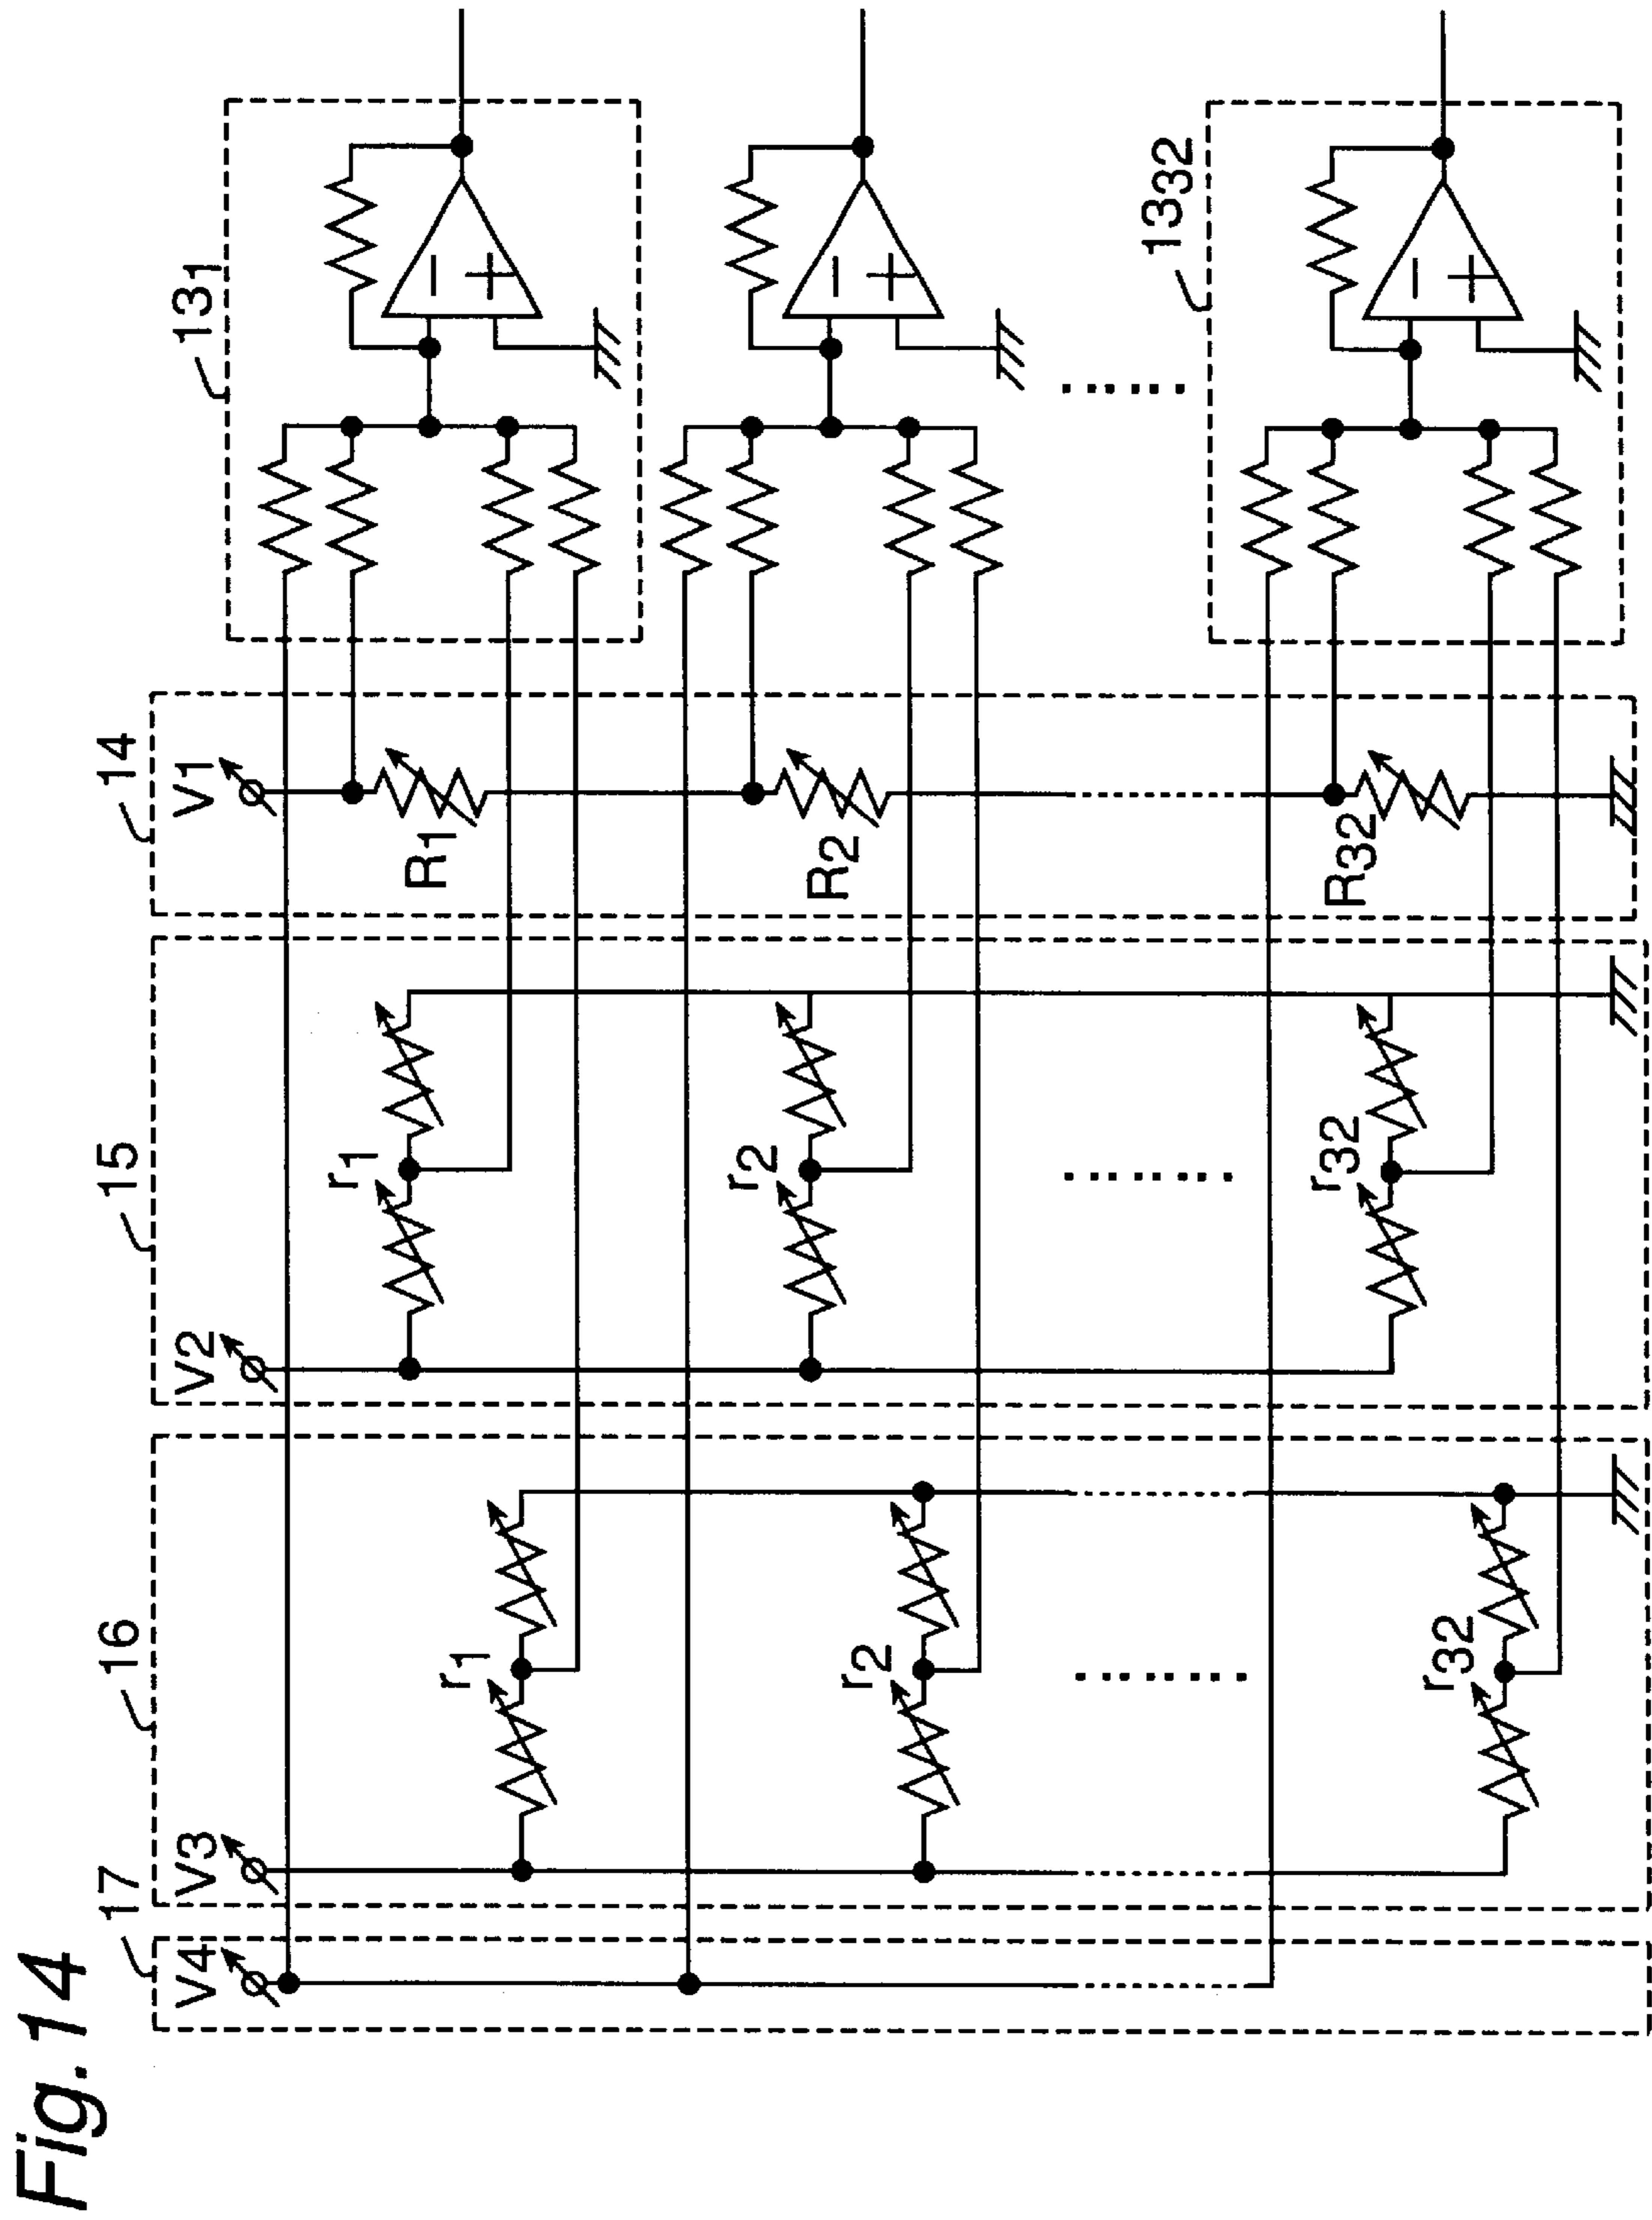 Fig.14
17
16
15
14
V4
V3
V2
V1
13₁
r₁
r₁
R₁
− +
r₂
r₂
R₂
− +
13₃₂
r₃₂
r₃₂
R₃₂
− +